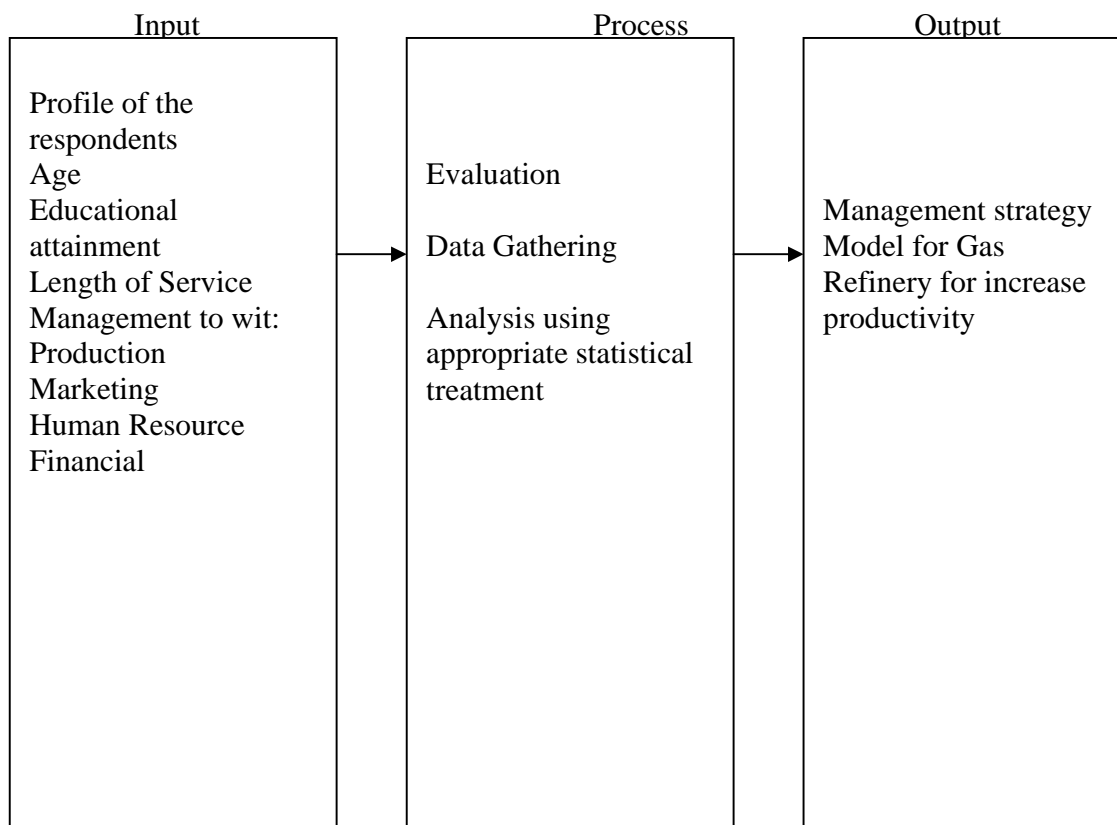 Input
Profile of the
respondents
Age
Educational
attainment
Length of Service
Management to wit:
Production
Marketing
Human Resource
Financial
Process
Evaluation
Data Gathering
Analysis using
appropriate statistical
treatment
Output
Management strategy
Model for Gas
Refinery for increase
productivity